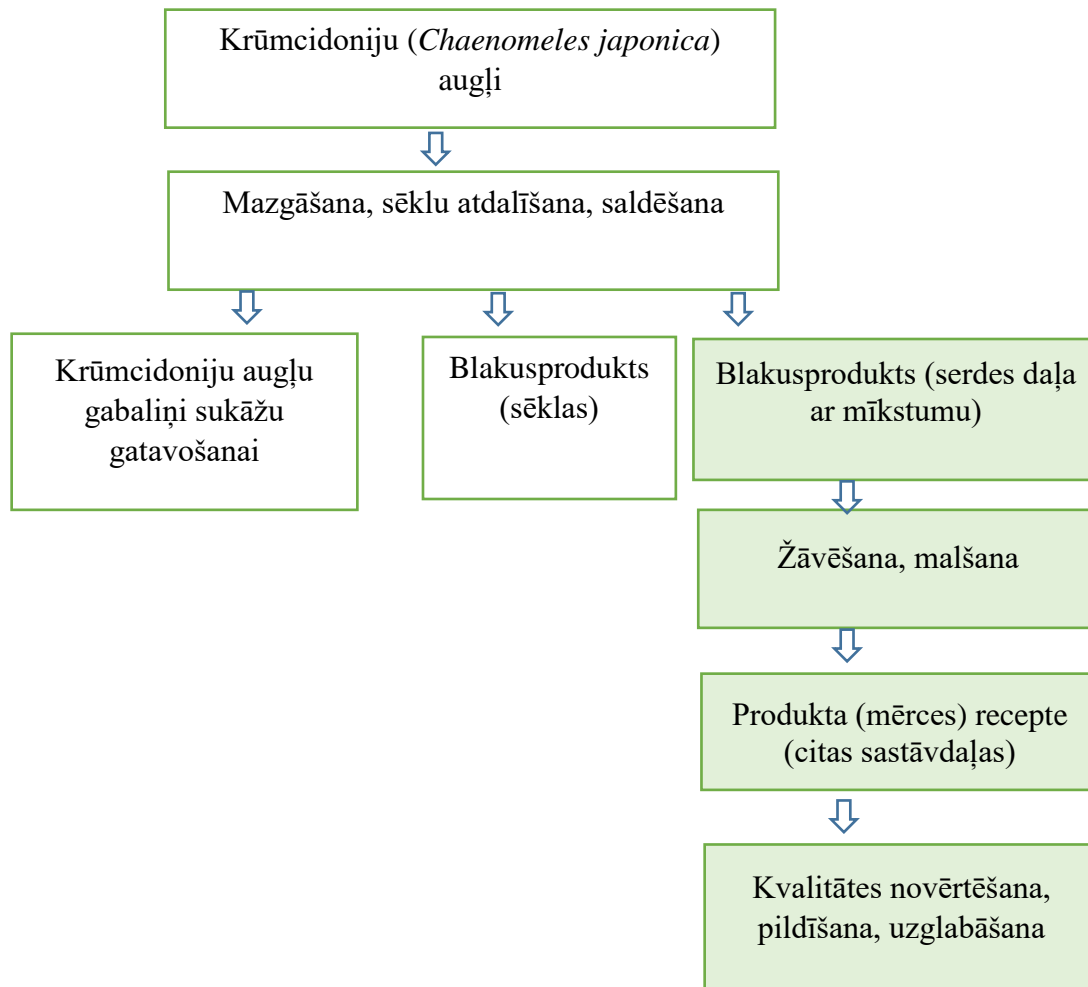 Krūmcidoniju (Chaenomeles japonica)
augļi
Mazgāšana, sēklu atdalīšana, saldēšana
Krūmcidoniju augļu
gabaliņi sukāžu
gatavošanai
Blakusprodukts
(sēklas)
Blakusprodukts (serdes daļa
ar mīkstumu)
Žāvēšana, malšana
Produkta (mērces) recepte
(citas sastāvdaļas)
Kvalitātes novērtēšana,
pildīšana, uzglabāšana